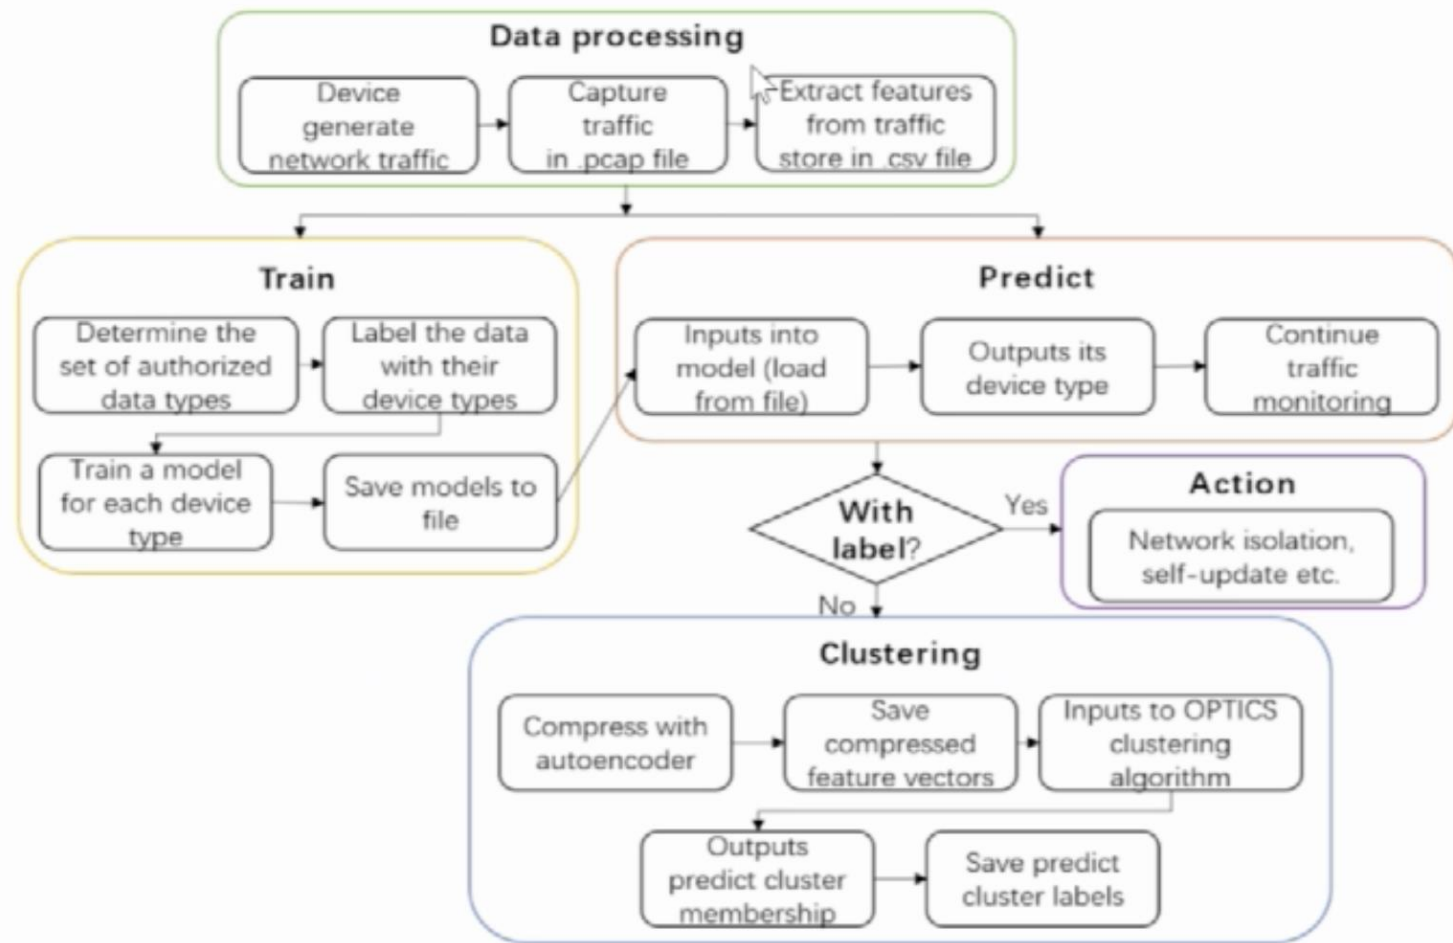 Data processing
Device
generate
network traffic
Capture
traffic
in .pcap file
Extract features
from traffic
store in .csv file
Train
Determine the
set of authorized
data types
Label the data
with their
device types
Train a model
for each device
type
Save models to
file
Predict
Inputs into
model (load
from file)
Outputs its
device type
Continue
traffic
monitoring
With
label?
Yes
No
Action
Network isolation,
self-update etc.
Clustering
Compress with
autoencoder
Save
compressed
feature vectors
Inputs to OPTICS
clustering
algorithm
Outputs
predict cluster
membership
Save predict
cluster labels